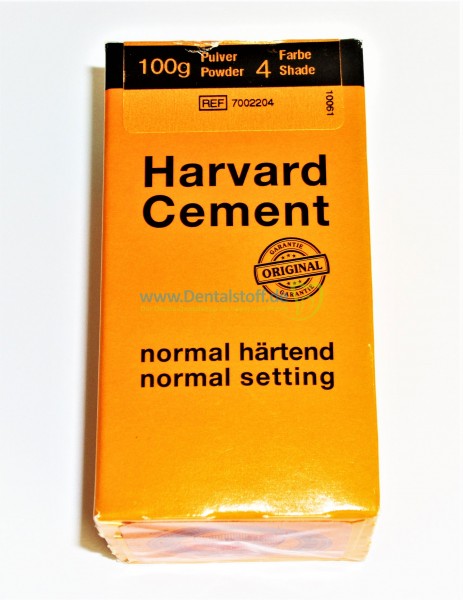 100g Pulver Powder 4 Farbe Shade
REF 7002204
10061
Harvard
Cement
GARANTIE
ORIGINAL
GARANTIE
www.Dentalstoff.
normal härtend
normal setting